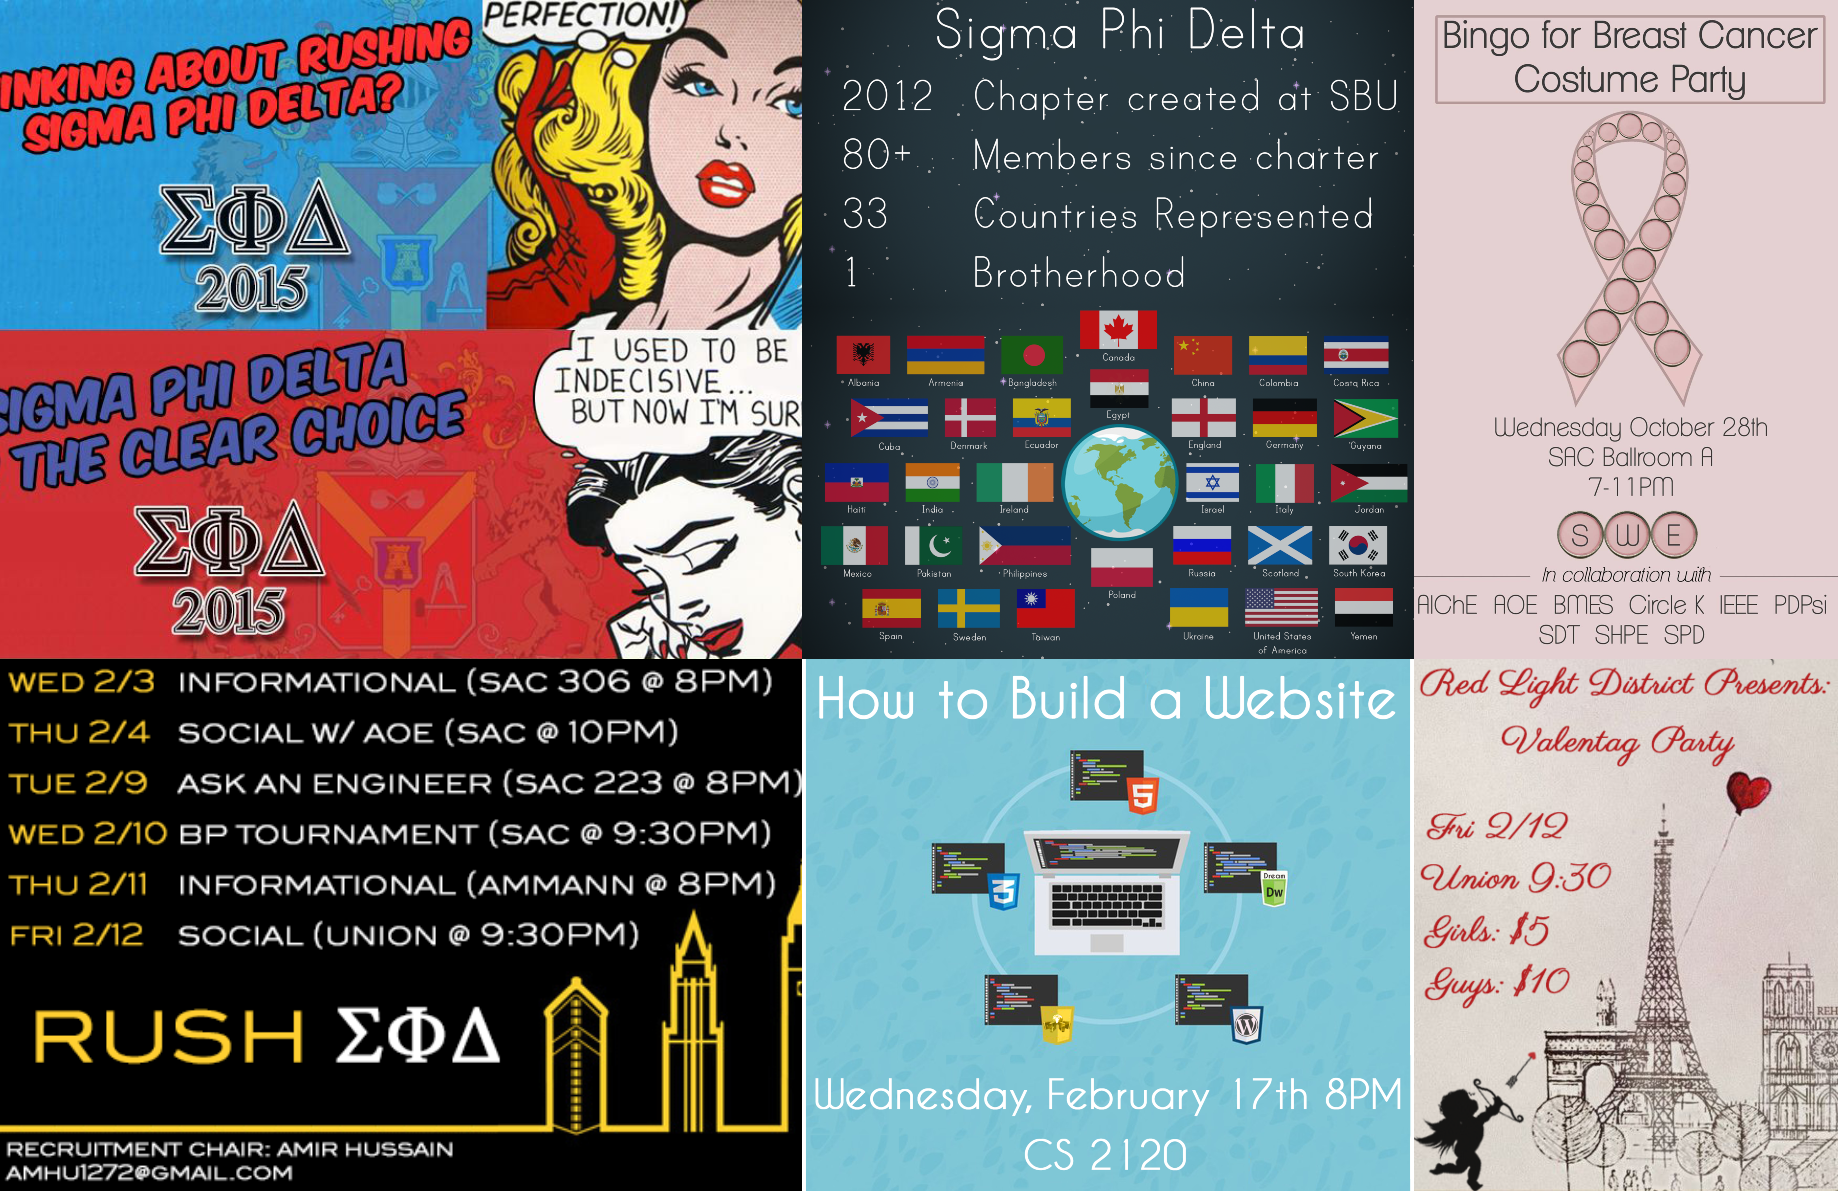 INKING ABOUT RUSHING
SIGMA PHI DELTA?
ΣΦΔ
2015
PERFECTION!
SIGMA PHI DELTA
THE CLEAR CHOICE
ΣΦΔ
2015
I USED TO BE
INDECISIVE...
BUT NOW I'M SUR
Sigma Phi Delta
2012 Chapter created at SBU
80+ Members since charter
33 Countries Represented
1 Brotherhood
Canada
Albania Armenia Bangladesh China Colombia Costa Rica
Egypt
Cuba Denmark Ecuador England Germany Guyana
Haiti India Ireland Israel Italy Jordan
Mexico Pakistan Philippines Russia Scotland South Korea
Poland
Spain Sweden Taiwan Ukraine United States
of America
Yemen
Bingo for Breast Cancer
Costume Party
Wednesday October 28th
SAC Ballroom A
7-11PM
S W E
In collaboration with
AIChE AOE BMES Circle K IEEE PDPsi
SDT SHPE SPD
WED 2/3 INFORMATIONAL (SAC 306 @ 8PM)
THU 2/4 SOCIAL W/ AOE (SAC @ 10PM)
TUE 2/9 ASK AN ENGINEER (SAC 223 @ 8PM)
WED 2/10 BP TOURNAMENT (SAC @ 9:30PM)
THU 2/11 INFORMATIONAL (AMMANN @ 8PM)
FRI 2/12 SOCIAL (UNION @ 9:30PM)
RUSH ΣΦΔ
RECRUITMENT CHAIR: AMIR HUSSAIN
AMHU1272@GMAIL.COM
How to Build a Website
5
3
Dream
Dw
W
Wednesday, February 17th 8PM
CS 2120
Red Light District Presents:
Valentag Party
Fri 2/12
Union 9:30
Girls: $5
Guys: $10
REH